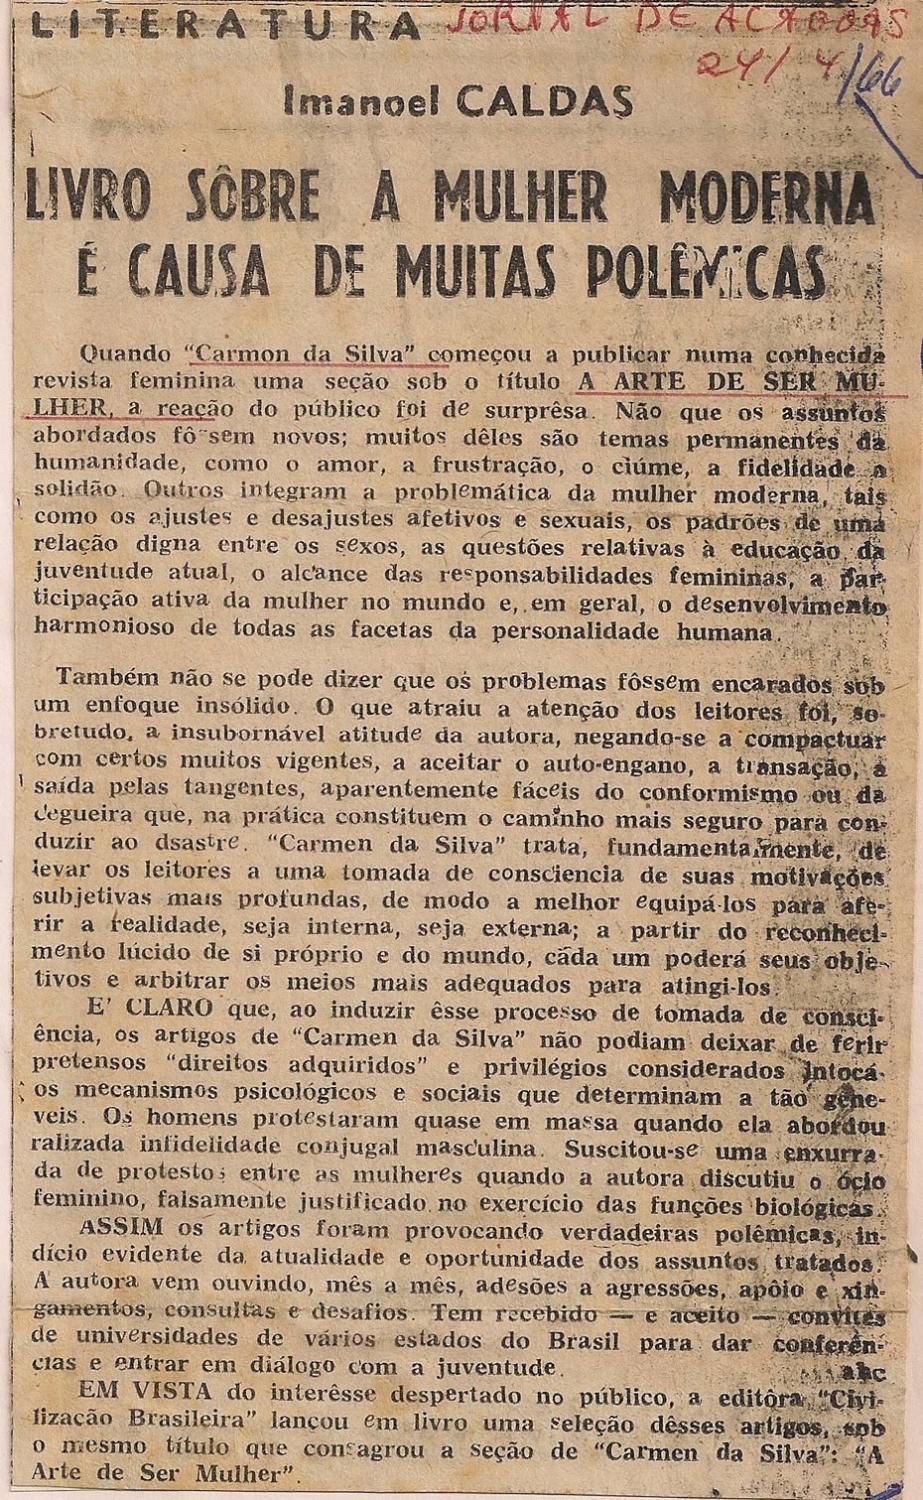 LITERATURA JORNAL DE ALAGOAS
24/4/66
Imanoel CALDAS
LIVRO SÔBRE A MULHER MODERNA
É CAUSA DE MUITAS POLÊMICAS
Quando "Carmon da Silva" começou a publicar numa conhecida
revista feminina uma seção sob o título A ARTE DE SER MU-
LHER, a reação do público foi de surprêsa. Não que os assuntos
abordados fôssem novos; muitos dêles são temas permanentes da
humanidade, como o amor, a frustração, o ciúme, a fidelidade a
solidão. Outros integram a problemática da mulher moderna, tais
como os ajustes e desajustes afetivos e sexuais, os padrões de uma
relação digna entre os sexos, as questões relativas à educação da
juventude atual, o alcance das responsabilidades femininas, a par-
ticipação ativa da mulher no mundo e, em geral, o desenvolvimento
harmonioso de todas as facetas da personalidade humana.
Também não se pode dizer que os problemas fôssem encarados sob
um enfoque insólido. O que atraiu a atenção dos leitores foi, so-
bretudo, a insubornável atitude da autora, negando-se a compactuar
com certos muitos vigentes, a aceitar o auto-engano, a transação, a
saída pelas tangentes, aparentemente fáceis do conformismo ou da
cegueira que, na prática constituem o caminho mais seguro para con-
duzir ao dsastre. "Carmen da Silva" trata, fundamentalmente, de
levar os leitores a uma tomada de consciencia de suas motivações
subjetivas mais profundas, de modo a melhor equipá-los para afe-
rir a realidade, seja interna, seja externa; a partir do reconheci-
mento lúcido de si próprio e do mundo, cada um poderá seus obje-
tivos e arbitrar os meios mais adequados para atingi-los.
E' CLARO que, ao induzir êsse processo de tomada de consci-
ência, os artigos de "Carmen da Silva" não podiam deixar de ferir
pretensos "direitos adquiridos" e privilégios considerados intocá-
os mecanismos psicológicos e sociais que determinam a tão gene-
veis. Os homens protestaram quase em massa quando ela abordou
ralizada infidelidade conjugal masculina. Suscitou-se uma enxurra-
da de protestos entre as mulheres quando a autora discutiu o ócio
feminino, falsamente justificado no exercício das funções biológicas.
ASSIM os artigos foram provocando verdadeiras polêmicas, in-
dício evidente da atualidade e oportunidade dos assuntos tratados.
A autora vem ouvindo, mês a mês, adesões a agressões, apôio e xin-
gamentos, consultas e desafios. Tem recebido — e aceito — convites
de universidades de vários estados do Brasil para dar conferên-
cias e entrar em diálogo com a juventude. ahc
EM VISTA do interêsse despertado no público, a editôra "Civi-
lização Brasileira" lançou em livro uma seleção dêsses artigos, sob
o mesmo título que consagrou a seção de "Carmen da Silva": "A
Arte de Ser Mulher".